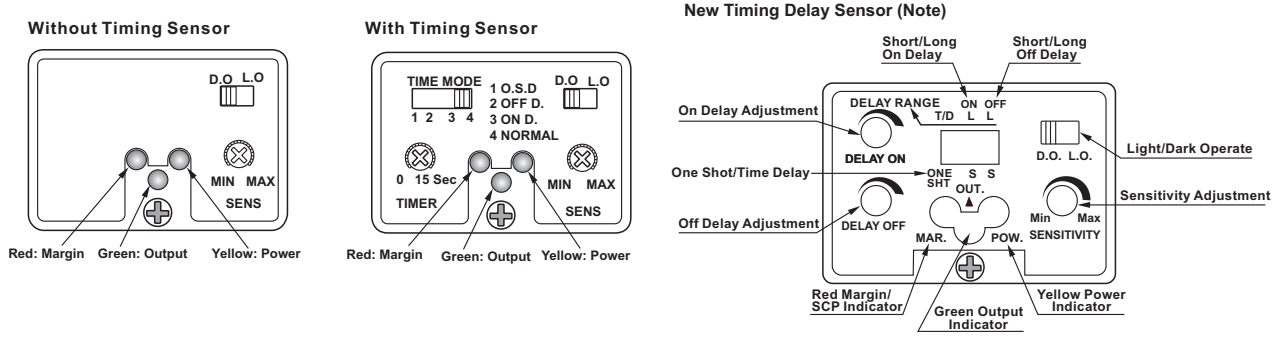 Without Timing Sensor
D.O L.O
MIN MAX
SENS
Red: Margin Green: Output Yellow: Power
With Timing Sensor
TIME MODE
1 2 3 4
1 O.S.D
2 OFF D.
3 ON D.
4 NORMAL
D.O L.O
0 15 Sec
TIMER
MIN MAX
SENS
Red: Margin Green: Output Yellow: Power
New Timing Delay Sensor (Note)
Short/Long
On Delay
Short/Long
Off Delay
On Delay Adjustment
DELAY RANGE
ON OFF
T/D L L
DELAY ON
D.O. L.O.
Light/Dark Operate
One Shot/Time Delay
ONE
SHT
S S
OUT.
Off Delay Adjustment
DELAY OFF
Min Max
SENSITIVITY
Sensitivity Adjustment
MAR. POW.
Red Margin/
SCP Indicator
Green Output
Indicator
Yellow Power
Indicator